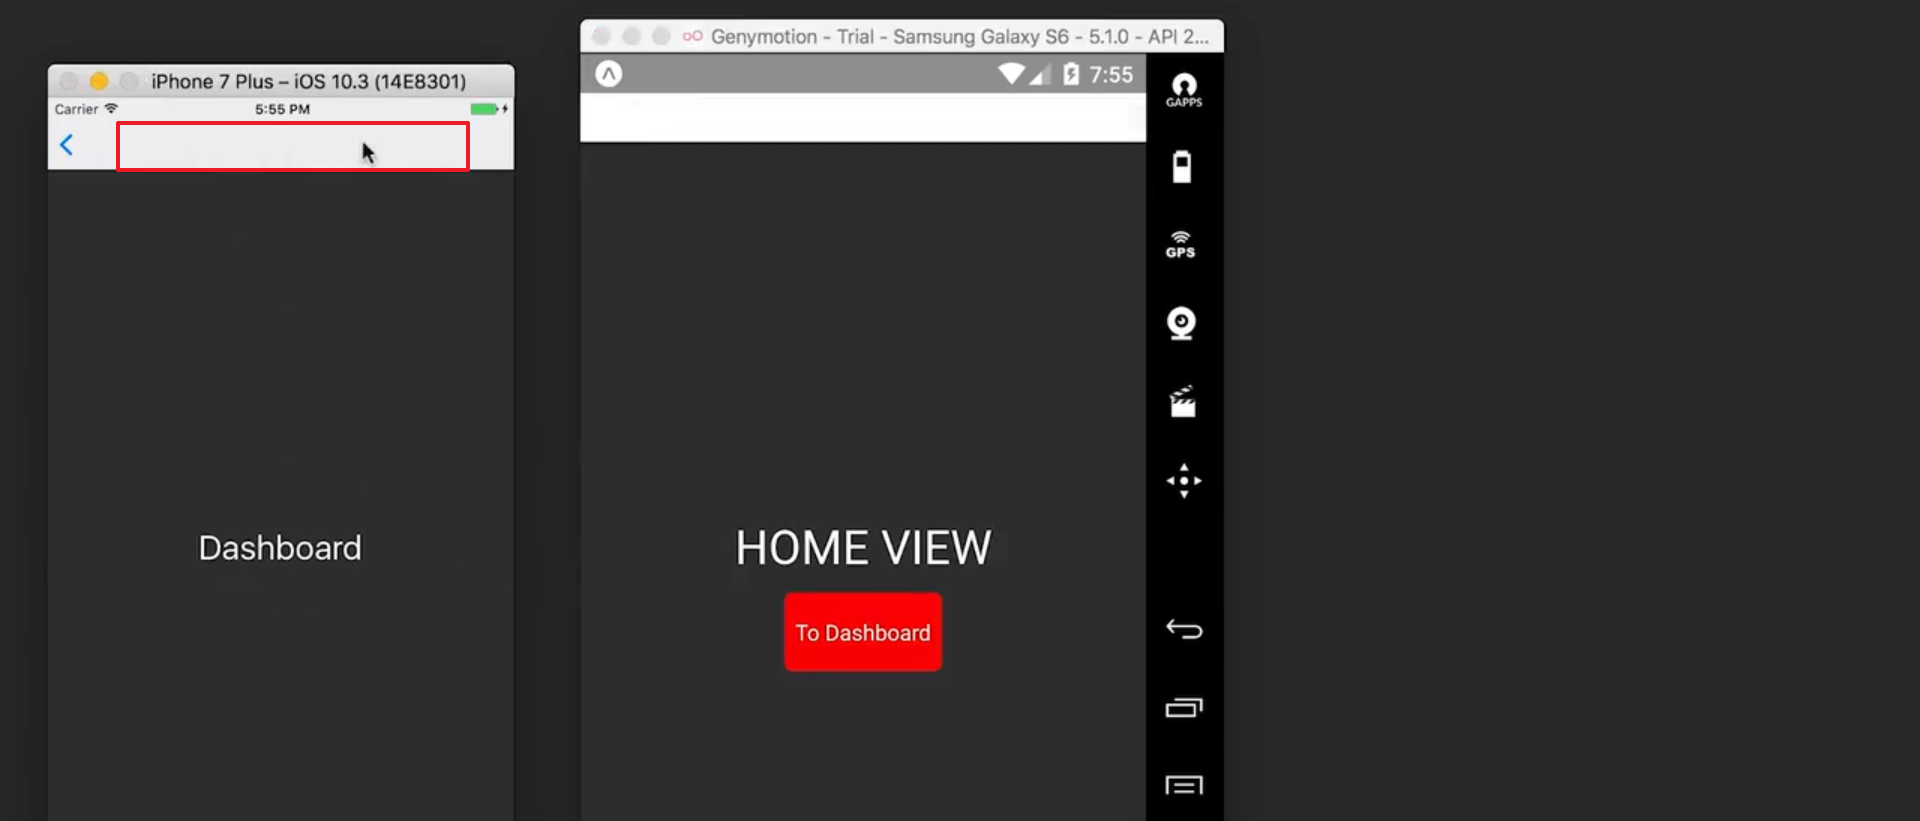 Genymotion - Trial - Samsung Galaxy S6 - 5.1.0 - API 2...
iPhone 7 Plus – iOS 10.3 (14E8301)
7:55
Carrier
5:55 PM
GAPPS
GPS
Dashboard
HOME VIEW
To Dashboard